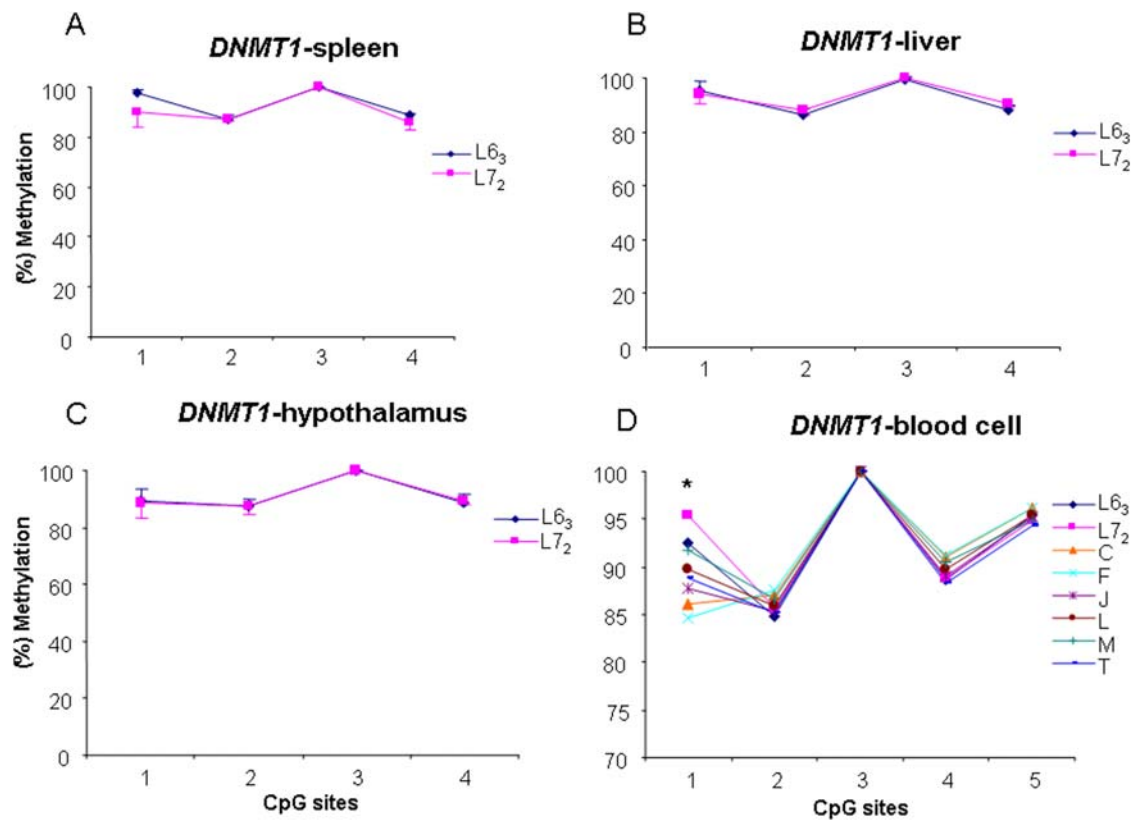 A
DNMT1-spleen
(%) Methylation
100
80
60
40
20
0
1 2 3 4
L6₃
L7₂
B
DNMT1-liver
100
80
60
40
20
0
1 2 3 4
L6₃
L7₂
C
DNMT1-hypothalamus
(%) Methylation
100
80
60
40
20
0
1 2 3 4
CpG sites
L6₃
L7₂
D
DNMT1-blood cell
100
95
90
85
80
75
70
*
1 2 3 4 5
CpG sites
L6₃
L7₂
C
F
J
L
M
T